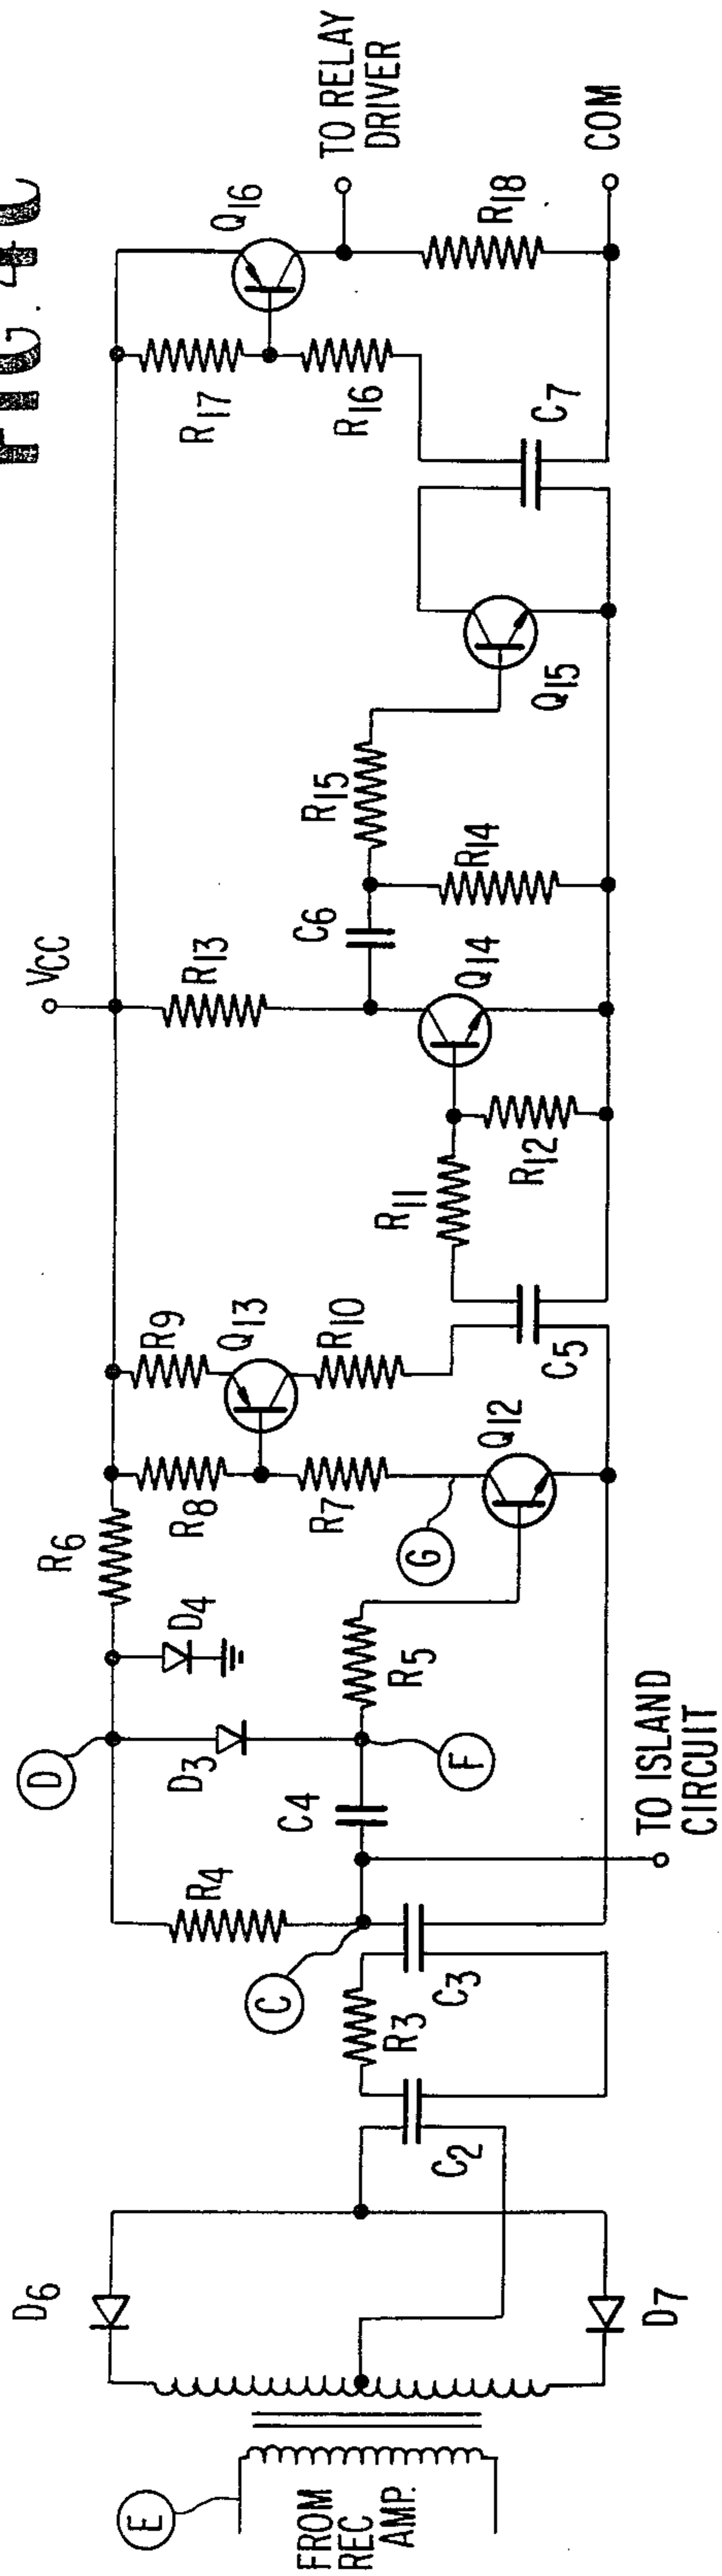 FIG. 4C
E
FROM
REC
AMP.
D6
D7
C2
R3
C3
C
R4
C4
TO ISLAND
CIRCUIT
D
D3
D4
F
R5
R6
R8
R7
G
Q12
R9
Q13
R10
C5
R11
R12
VCC
R13
Q14
C6
R14
R15
Q15
C7
R17
R16
Q16
R18
TO RELAY
DRIVER
COM